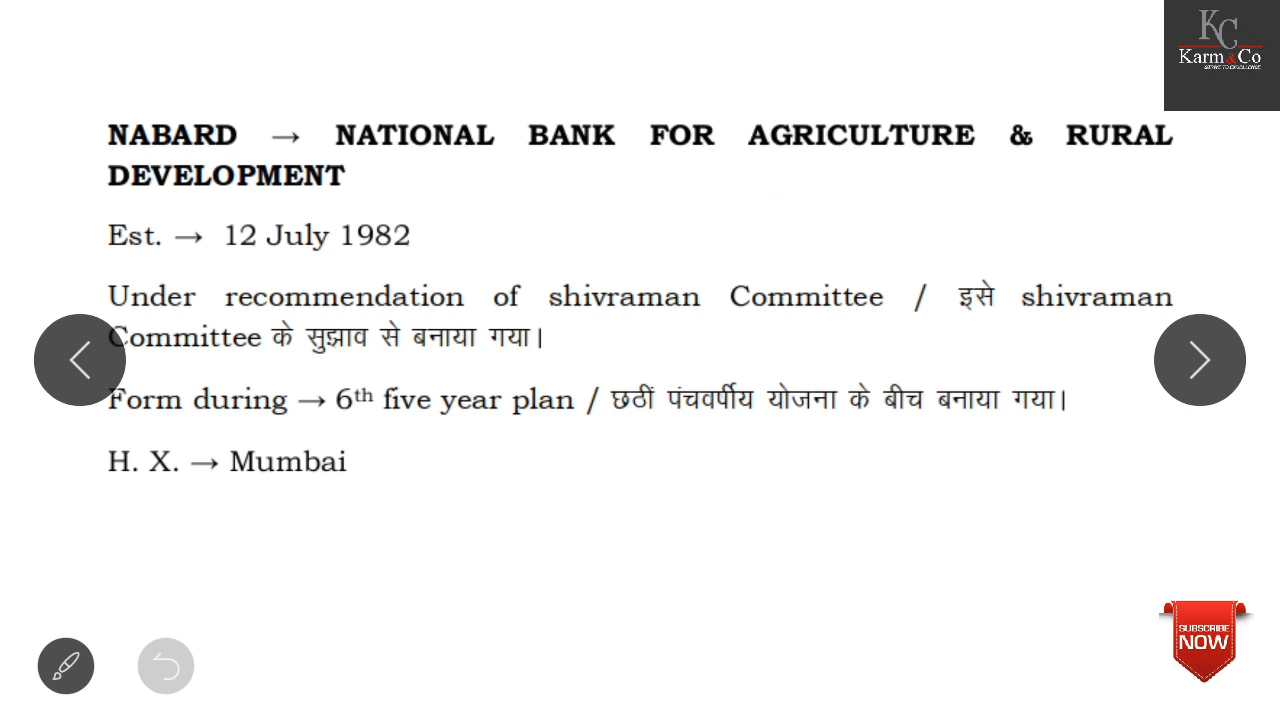 KC
Karm&Co
NABARD → NATIONAL BANK FOR AGRICULTURE & RURAL
DEVELOPMENT
Est. → 12 July 1982
Under recommendation of shivraman Committee / इसे shivraman
Committee के सुझाव से बनाया गया।
Form during → 6th five year plan / छठीं पंचवर्पीय योजना के बीच बनाया गया।
H. X. → Mumbai
SUBSCRIBE
NOW